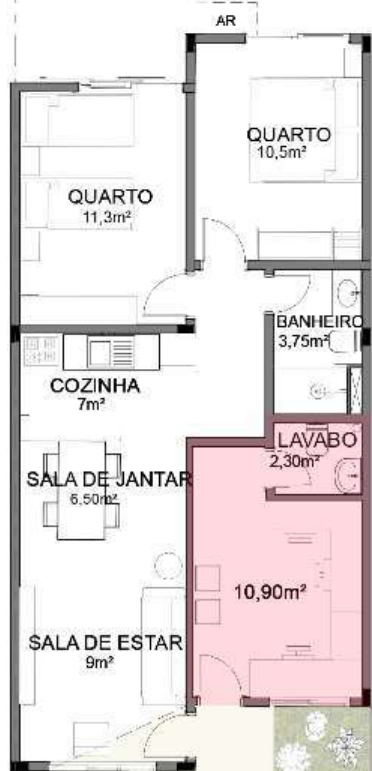 AR
QUARTO
10,5m²
QUARTO
11,3m²
BANHEIRO
3,75m²
COZINHA
7m²
LAVABO
2,30m²
SALA DE JANTAR
6,50m²
10,90m²
SALA DE ESTAR
9m²